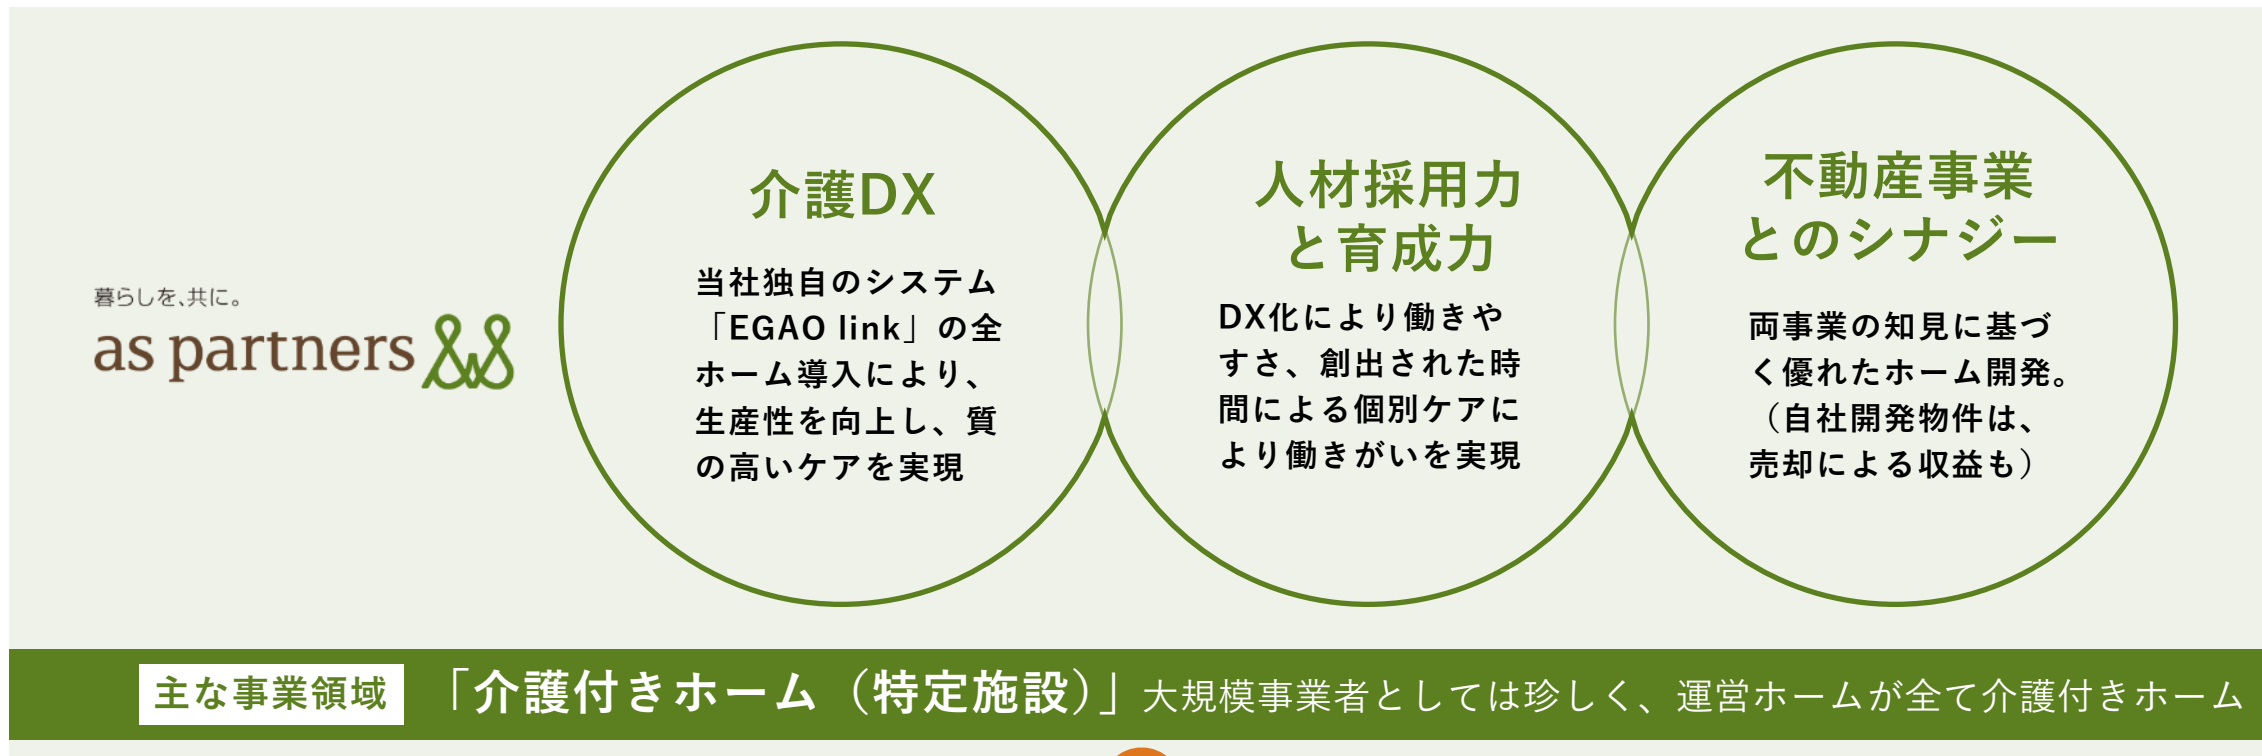 暮らしを、共に。
as partners
介護DX
当社独自のシステム
「EGAO link」の全
ホーム導入により、
生産性を向上し、質
の高いケアを実現
人材採用力
と育成力
DX化により働きや
すさ、創出された時
間による個別ケアに
より働きがいを実現
不動産事業
とのシナジー
両事業の知見に基づ
く優れたホーム開発。
（自社開発物件は、
売却による収益も）
主な事業領域 「介護付きホーム（特定施設）」大規模事業者としては珍しく、運営ホームが全て介護付きホーム